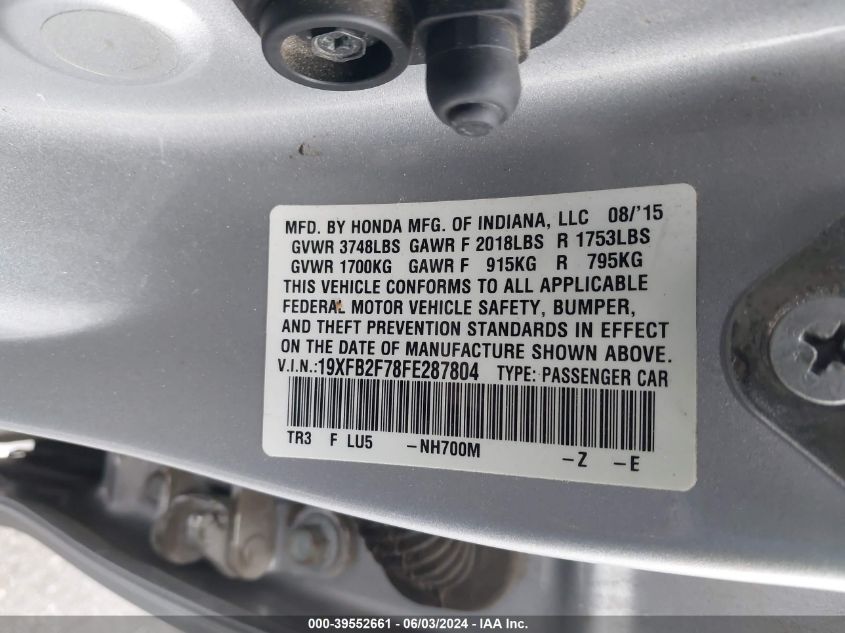 MFD. BY HONDA MFG. OF INDIANA, LLC 08/'15
GVWR 3748LBS GAWR F 2018LBS R 1753LBS
GVWR 1700KG GAWR F 915KG R 795KG
THIS VEHICLE CONFORMS TO ALL APPLICABLE
FEDERAL MOTOR VEHICLE SAFETY, BUMPER,
AND THEFT PREVENTION STANDARDS IN EFFECT
ON THE DATE OF MANUFACTURE SHOWN ABOVE.
V.I.N.:19XFB2F78FE287804 TYPE: PASSENGER CAR
TR3 F LU5 -NH700M -Z -E
000-39552661 - 06/03/2024 - IAA Inc.